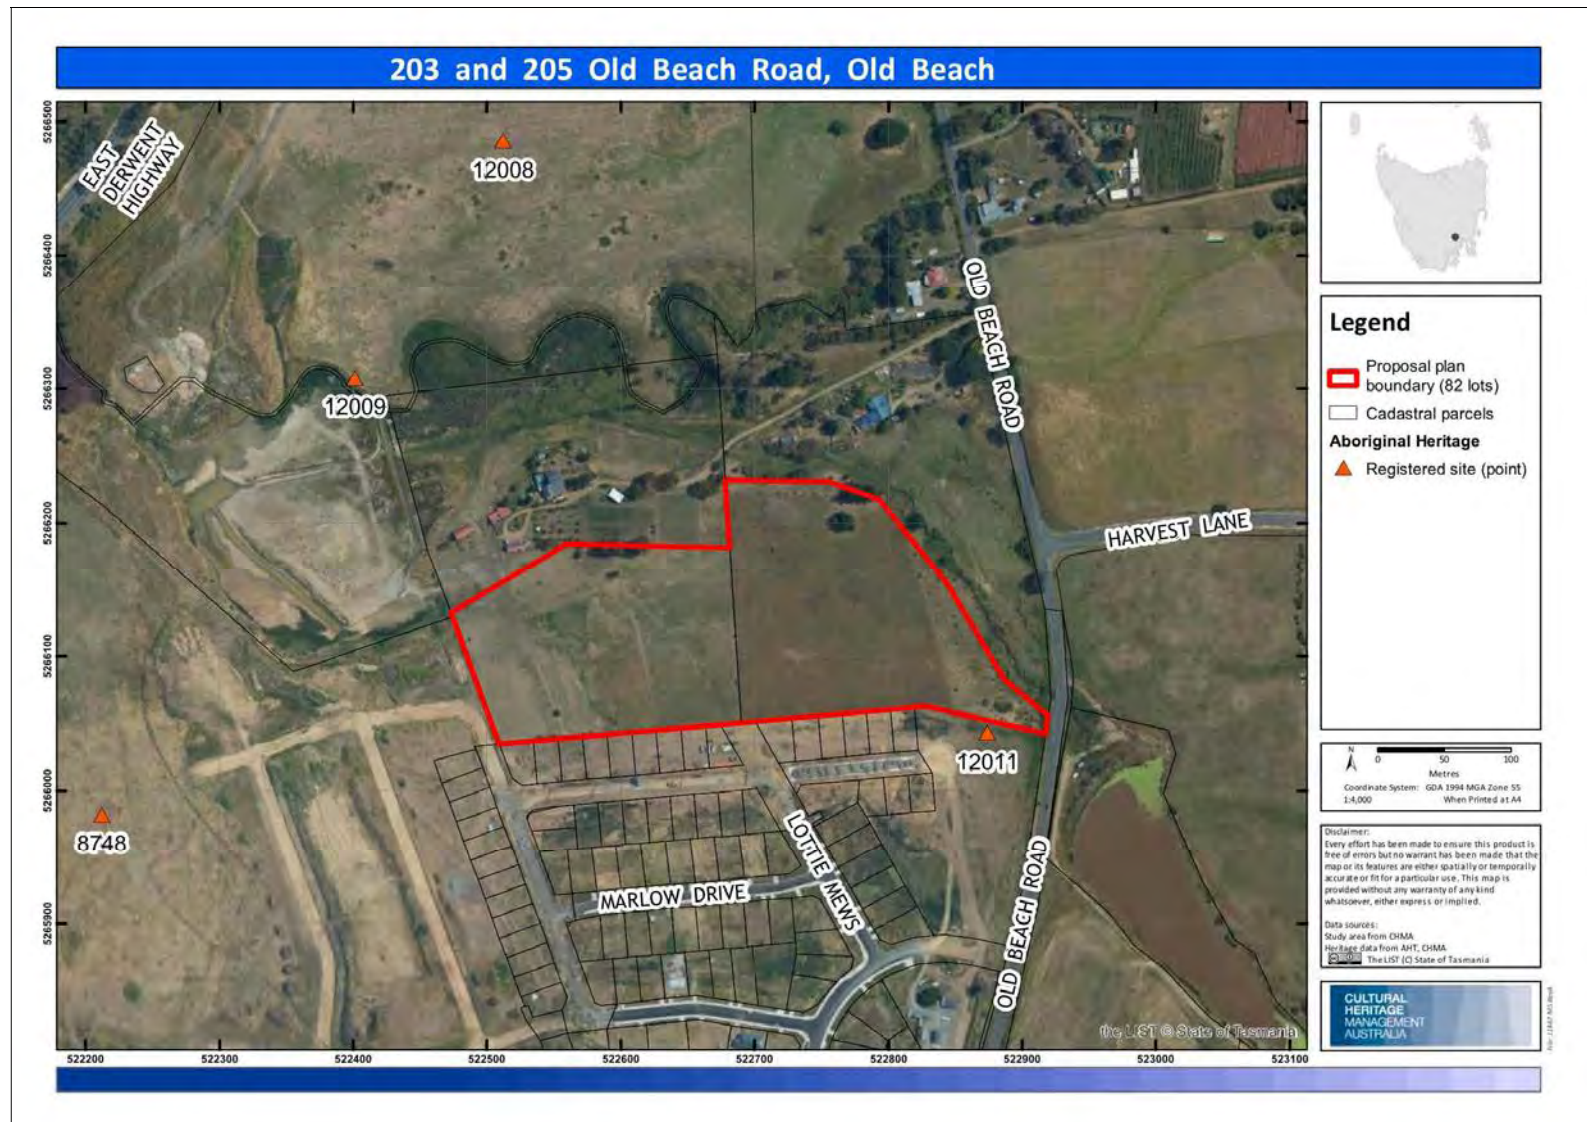 203 and 205 Old Beach Road, Old Beach
5266500
5266400
5266300
5266200
5266100
5266000
5265900
EAST
DERWENT
HIGHWAY
12008
12009
OLD BEACH ROAD
HARVEST LANE
12011
8748
LOTTIE MEWS
MARLOW DRIVE
OLD BEACH ROAD
the LIST © State of Tasmania
522200
522300
522400
522500
522600
522700
522800
522900
523000
523100
Legend
Proposal plan
boundary (82 lots)
Cadastral parcels
Aboriginal Heritage
Registered site (point)
N
0 50 100
Metres
Coordinate System: GDA 1994 MGA Zone 55
1:4,000 When Printed at A4
Disclaimer:
Every effort has been made to ensure this product is
free of errors but no warrant has been made that the
map or its features are either spatially or temporally
accurate or fit for a particular use. This map is
provided without any warranty of any kind
whatsoever, either express or implied.
Data sources:
Study area from CHMA
Heritage data from AHT, CHMA
The LIST (C) State of Tasmania
CULTURAL
HERITAGE
MANAGEMENT
AUSTRALIA